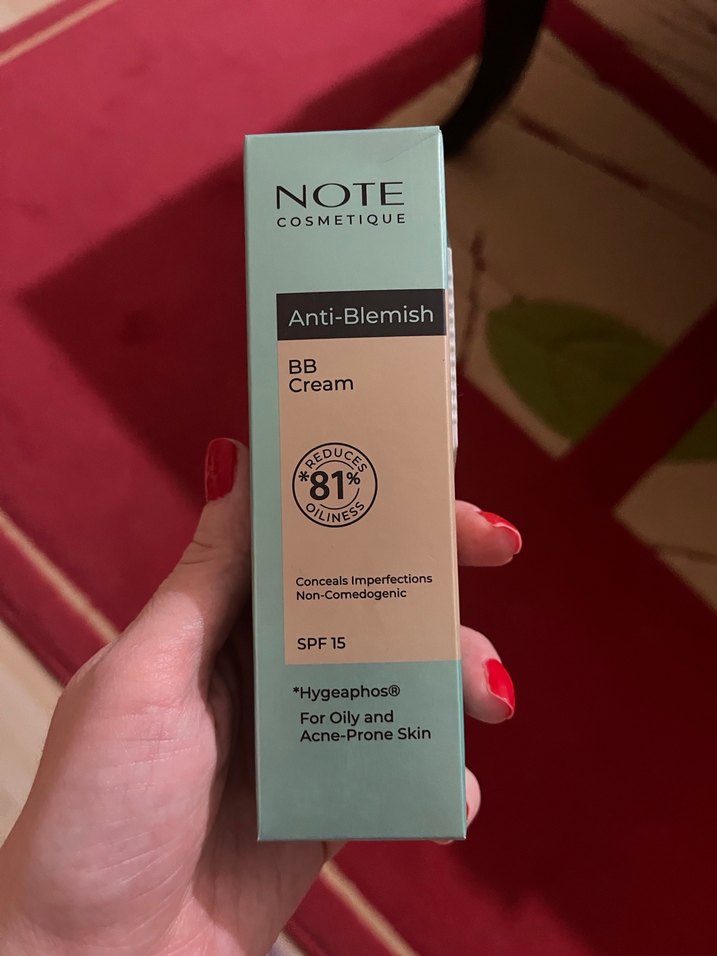 NOTE
COSMETIQUE
Anti-Blemish
BB
Cream
*REDUCES
81%
OILINESS
Conceals Imperfections
Non-Comedogenic
SPF 15
*Hygeaphos®
For Oily and
Acne-Prone Skin